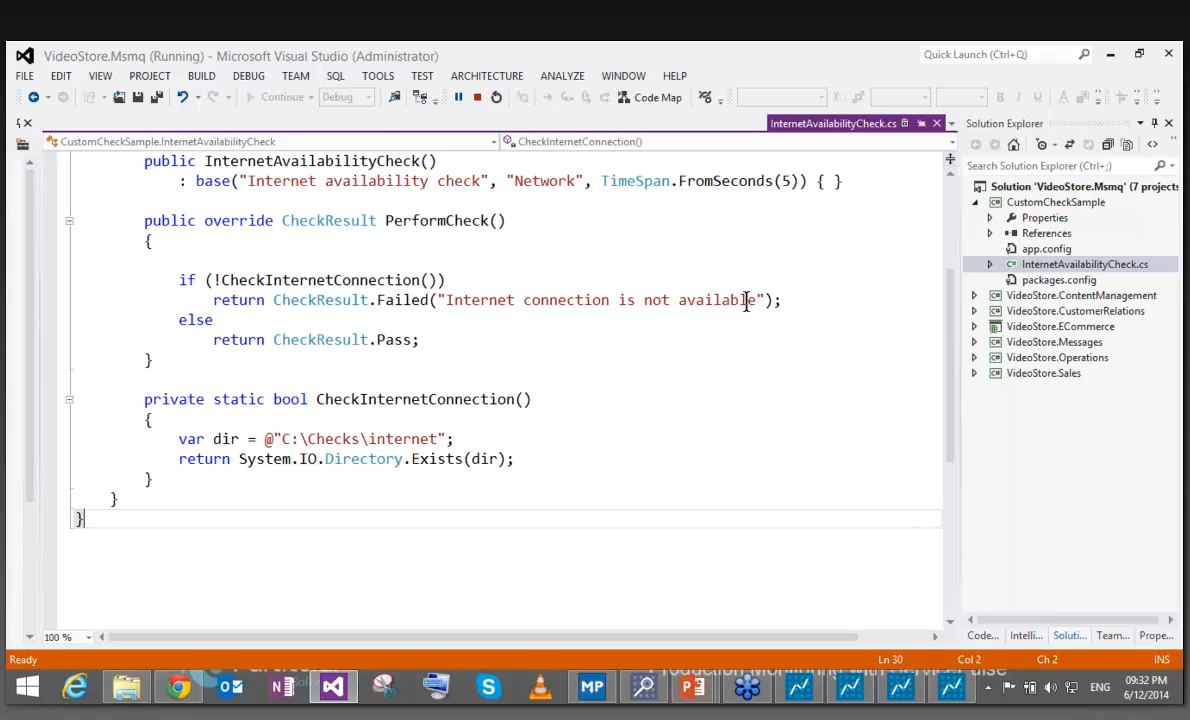 VideoStore.Msmq (Running) - Microsoft Visual Studio (Administrator)
Quick Launch (Ctrl+Q)
FILE EDIT VIEW PROJECT BUILD DEBUG TEAM SQL TOOLS TEST ARCHITECTURE ANALYZE WINDOW HELP
Continue Debug Code Map
InternetAvailabilityCheck.cs
Solution Explorer
CustomCheckSample.InternetAvailabilityCheck
CheckInternetConnection()
public InternetAvailabilityCheck()
: base("Internet availability check", "Network", TimeSpan.FromSeconds(5)) { }
public override CheckResult PerformCheck()
{
if (!CheckInternetConnection())
return CheckResult.Failed("Internet connection is not available");
else
return CheckResult.Pass;
}
private static bool CheckInternetConnection()
{
var dir = @"C:\Checks\internet";
return System.IO.Directory.Exists(dir);
}
}
}
Search Solution Explorer (Ctrl+;)
Solution 'VideoStore.Msmq' (7 projects
CustomCheckSample
Properties
References
app.config
C# InternetAvailabilityCheck.cs
packages.config
C# VideoStore.ContentManagement
C# VideoStore.CustomerRelations
VideoStore.ECommerce
C# VideoStore.Messages
C# VideoStore.Operations
C# VideoStore.Sales
100 %
Code... Intelli... Soluti... Team... Prope...
Ready
Ln 30 Col 2 Ch 2 INS
Production Monitoring with ServicePulse
ENG
09:32 PM
6/12/2014